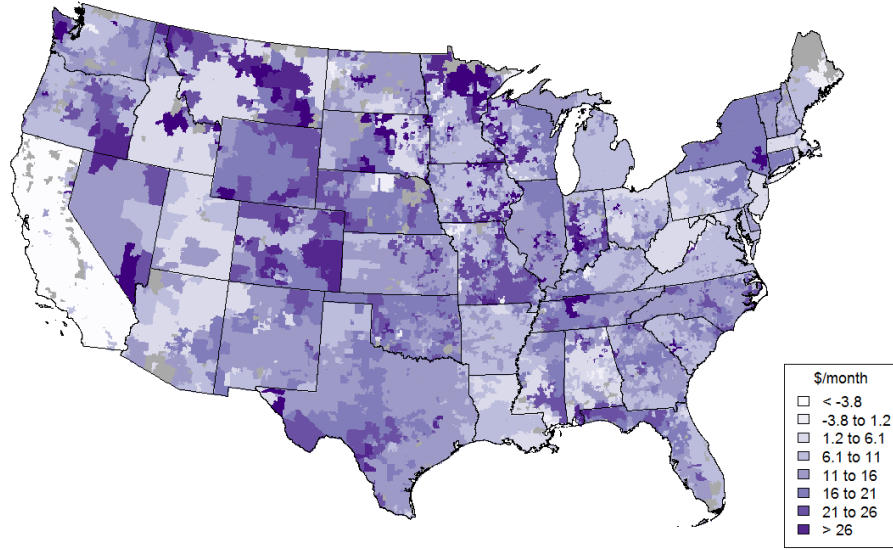 $/month
< -3.8
-3.8 to 1.2
1.2 to 6.1
6.1 to 11
11 to 16
16 to 21
21 to 26
> 26